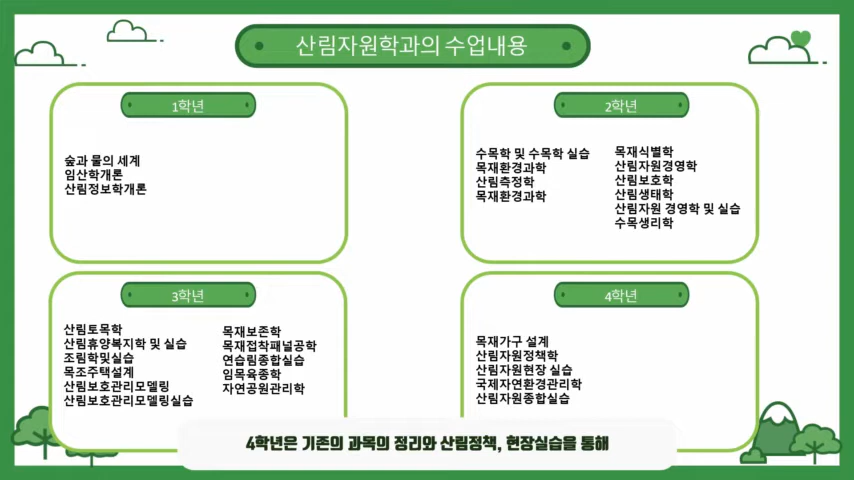 산림자원학과의 수업내용
1학년
숲과 물의 세계
임산학개론
산림정보학개론
2학년
수목학 및 수목학 실습
목재환경과학
산림측정학
목재환경과학
목재식별학
산림자원경영학
산림보호학
산림생태학
산림자원 경영학 및 실습
수목생리학
3학년
산림토목학
산림휴양복지학 및 실습
조림학및실습
목조주택설계
산림보호관리모델링
산림보호관리모델링실습
목재보존학
목재접착패널공학
연습림종합실습
임목육종학
자연공원관리학
4학년
목재가구 설계
산림자원정책학
산림자원현장 실습
국제자연환경관리학
산림자원종합실습
4학년은 기존의 과목의 정리와 산림정책, 현장실습을 통해